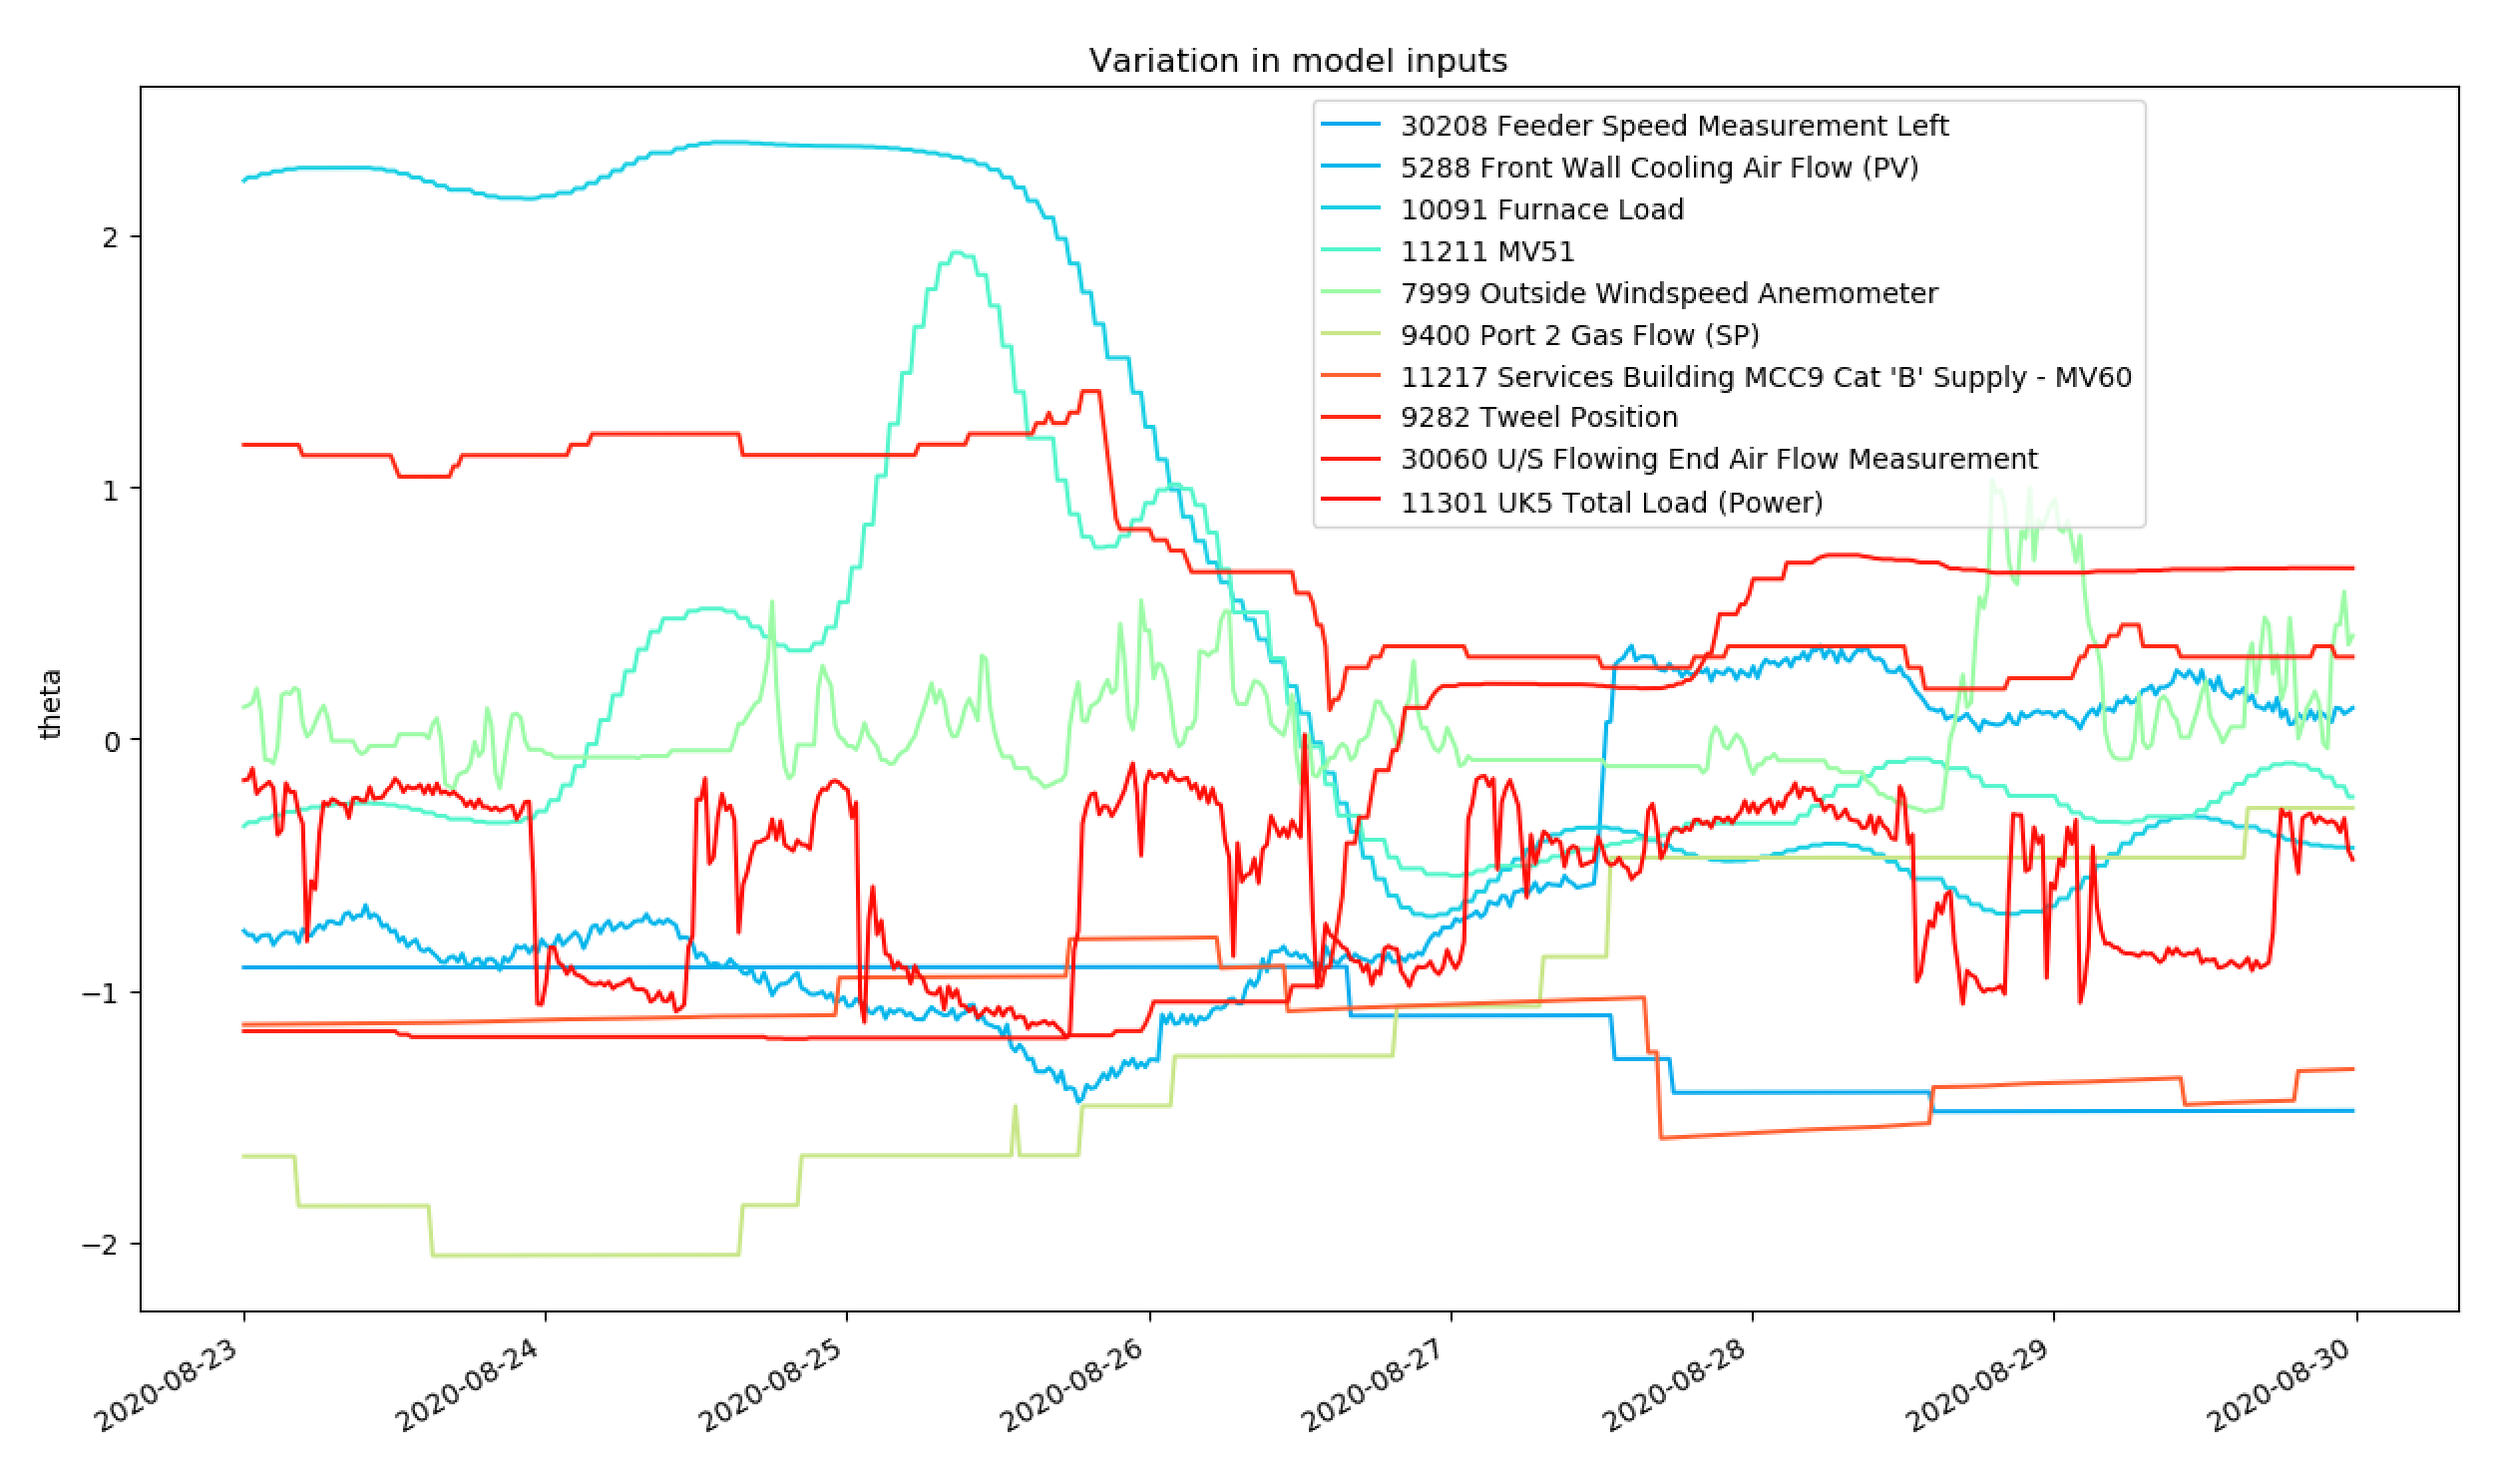 Variation in model inputs
30208 Feeder Speed Measurement Left
5288 Front Wall Cooling Air Flow (PV)
10091 Furnace Load
11211 MV51
7999 Outside Windspeed Anemometer
9400 Port 2 Gas Flow (SP)
11217 Services Building MCC9 Cat 'B' Supply - MV60
9282 Tweel Position
30060 U/S Flowing End Air Flow Measurement
11301 UK5 Total Load (Power)
theta
2
1
0
−1
−2
2020-08-23
2020-08-24
2020-08-25
2020-08-26
2020-08-27
2020-08-28
2020-08-29
2020-08-30